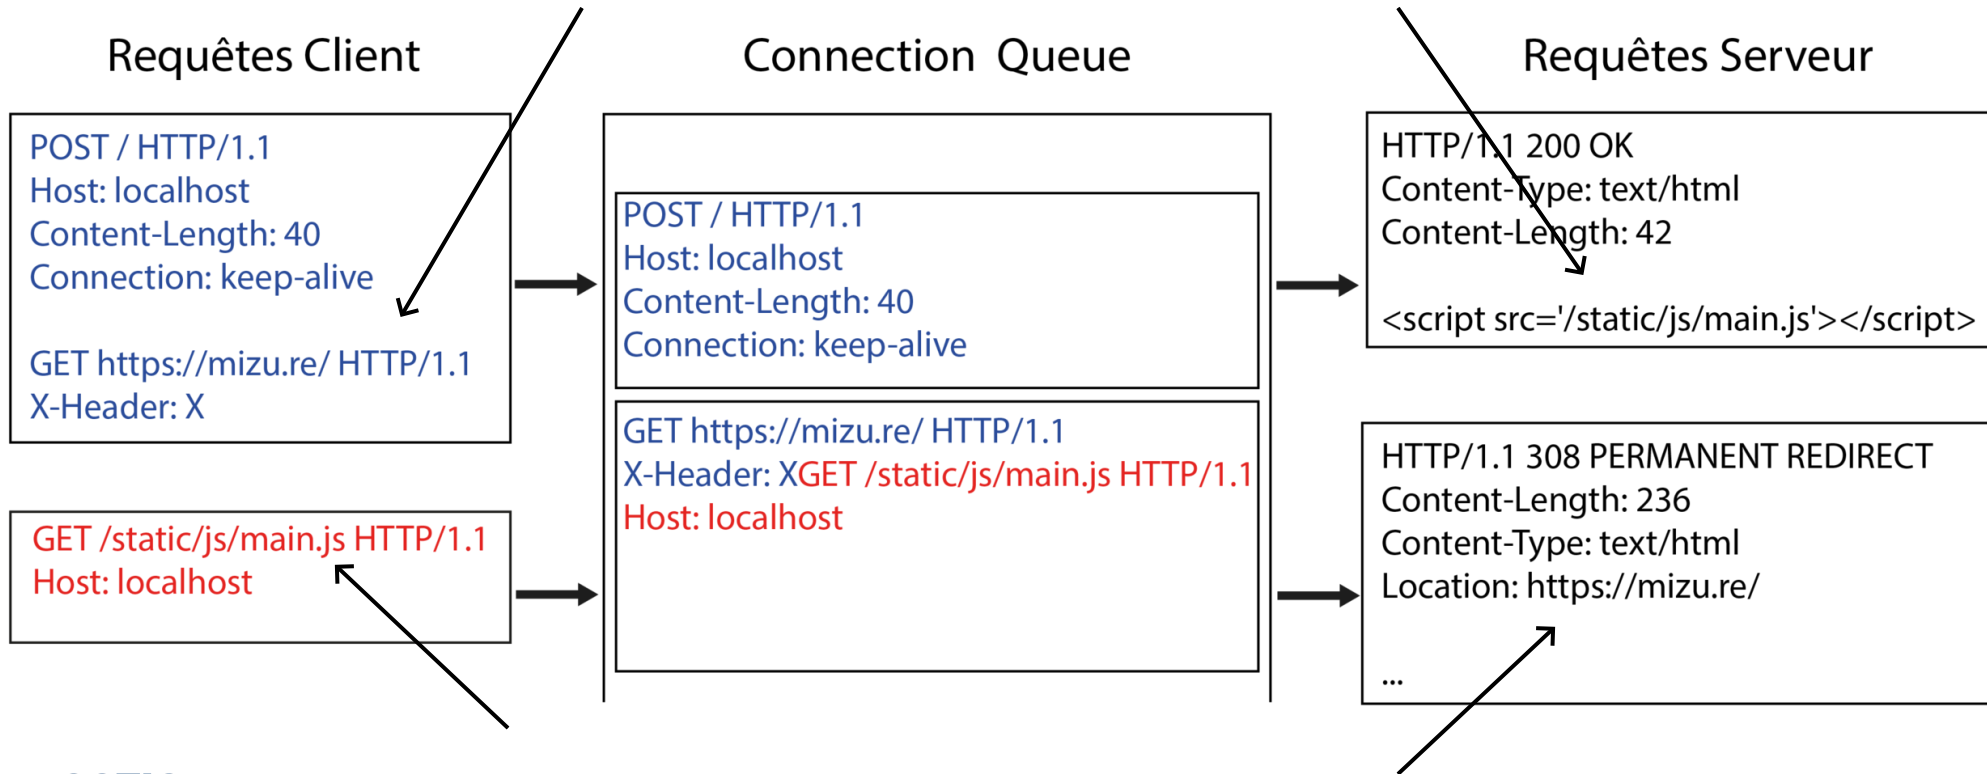 Requêtes Client
POST / HTTP/1.1
Host: localhost
Content-Length: 40
Connection: keep-alive
GET https://mizu.re/ HTTP/1.1
X-Header: X
GET /static/js/main.js HTTP/1.1
Host: localhost
Connection Queue
POST / HTTP/1.1
Host: localhost
Content-Length: 40
Connection: keep-alive
GET https://mizu.re/ HTTP/1.1
X-Header: XGET /static/js/main.js HTTP/1.1
Host: localhost
Requêtes Serveur
HTTP/1.1 200 OK
Content-Type: text/html
Content-Length: 42
<script src='/static/js/main.js'></script>
HTTP/1.1 308 PERMANENT REDIRECT
Content-Length: 236
Content-Type: text/html
Location: https://mizu.re/
...